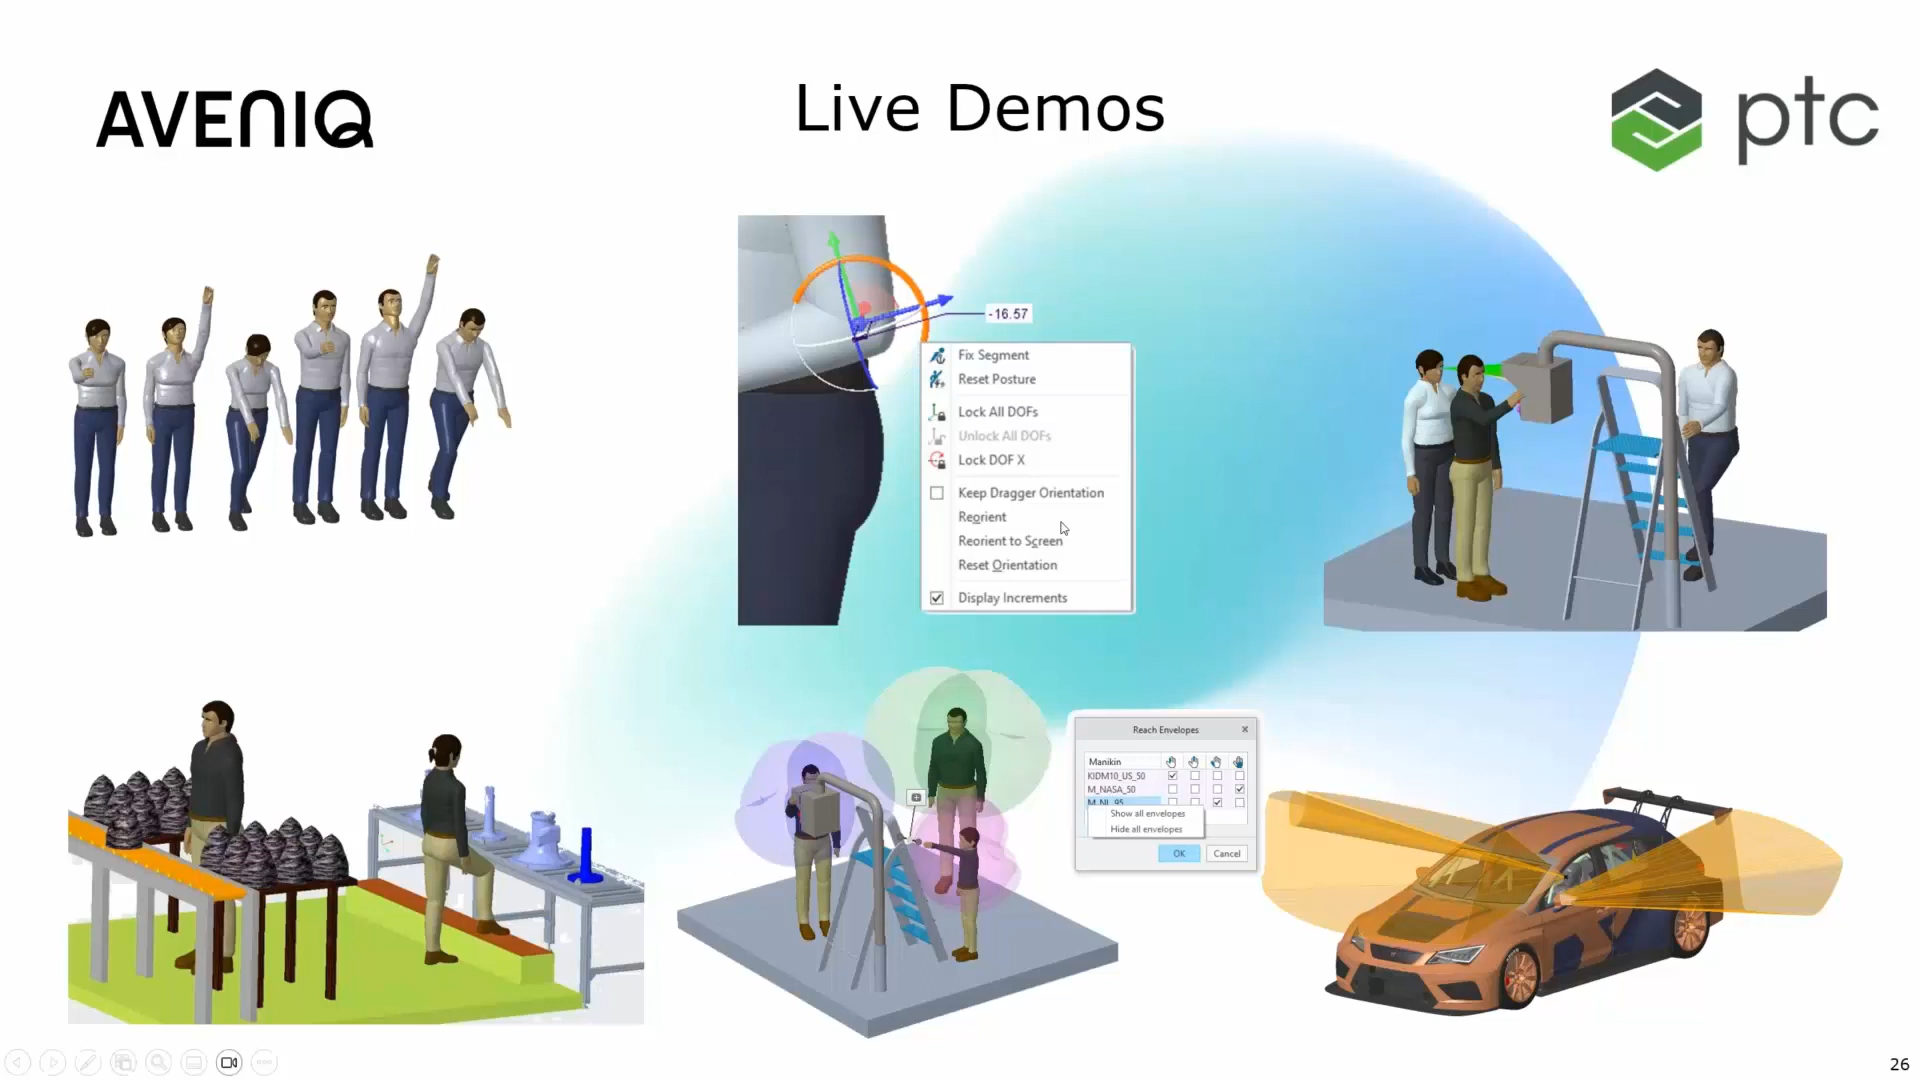 AVENIQ
Live Demos
ptc
-16.57
Fix Segment
Reset Posture
Lock All DOFs
Unlock All DOFs
Lock DOF X
Keep Dragger Orientation
Reorient
Reorient to Screen
Reset Orientation
Display Increments
Reach Envelopes
Manikin
KIDM10_US_50
M_NASA_50
M_NL_95
Show all envelopes
Hide all envelopes
OK Cancel
26